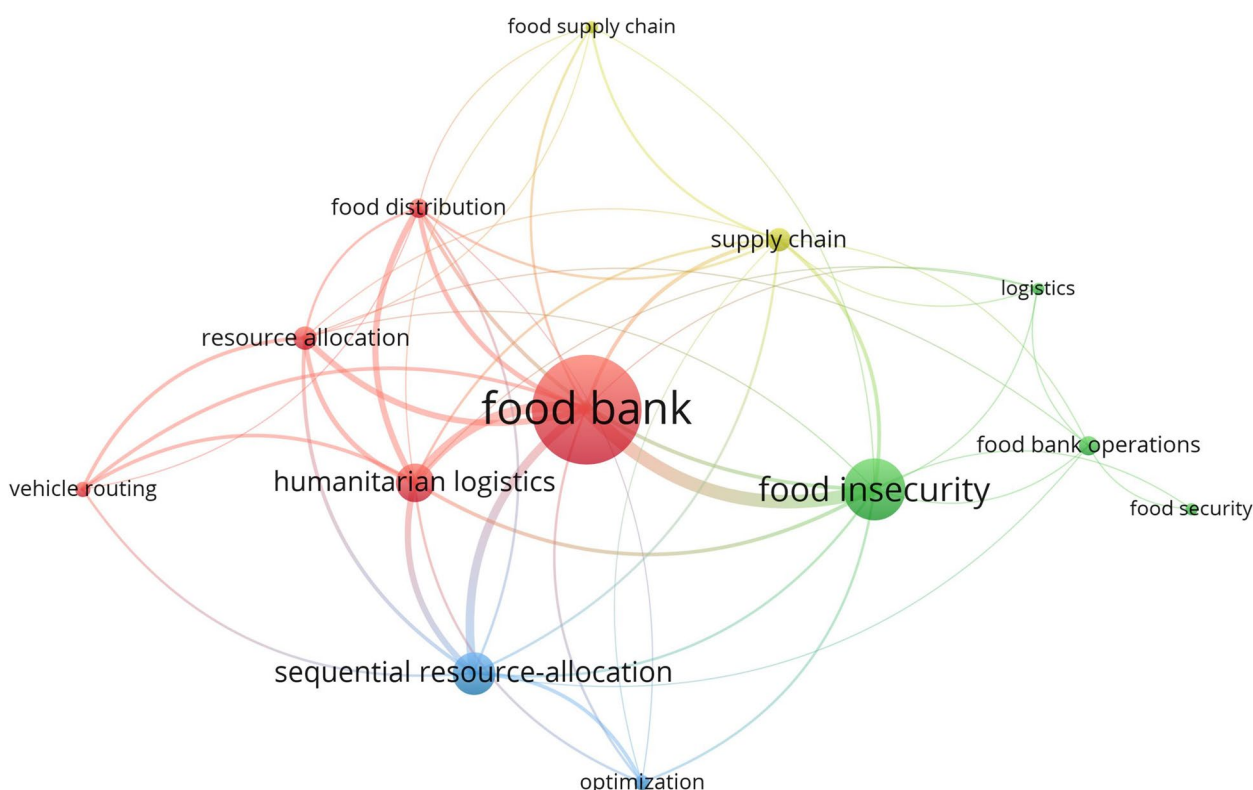 food supply chain
food distribution
supply chain
logistics
resource allocation
food bank
food bank operations
humanitarian logistics
food insecurity
vehicle routing
food security
sequential resource-allocation
optimization